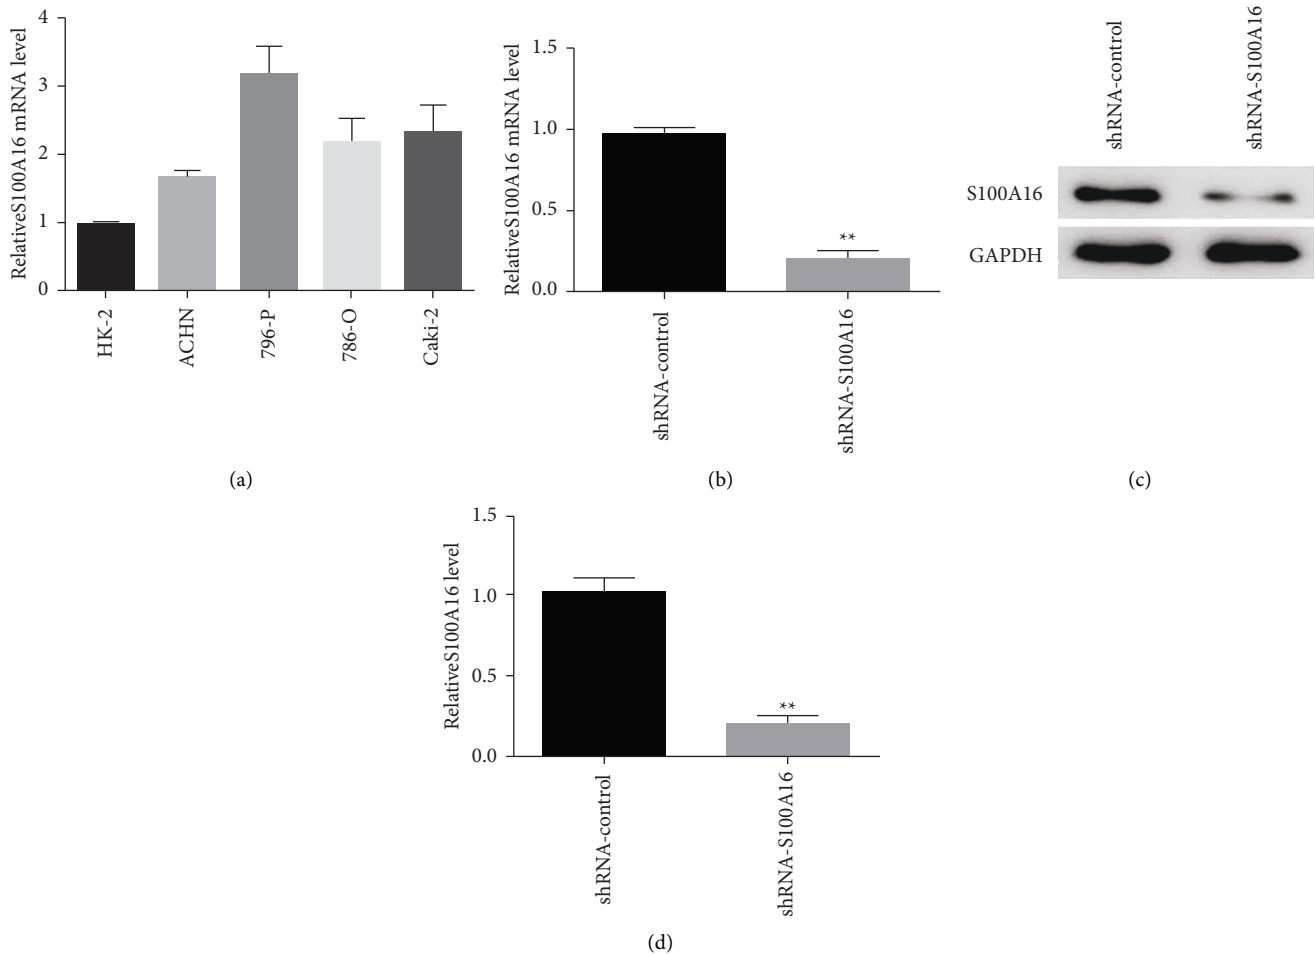 RelativeS100A16 mRNA level
4
3
2
1
0
HK-2
ACHN
796-P
786-O
Caki-2
(a)
RelativeS100A16 mRNA level
1.5
1.0
0.5
0.0
**
shRNA-control
shRNA-S100A16
(b)
shRNA-control
shRNA-S100A16
S100A16
GAPDH
(c)
RelativeS100A16 level
1.5
1.0
0.5
0.0
**
shRNA-control
shRNA-S100A16
(d)